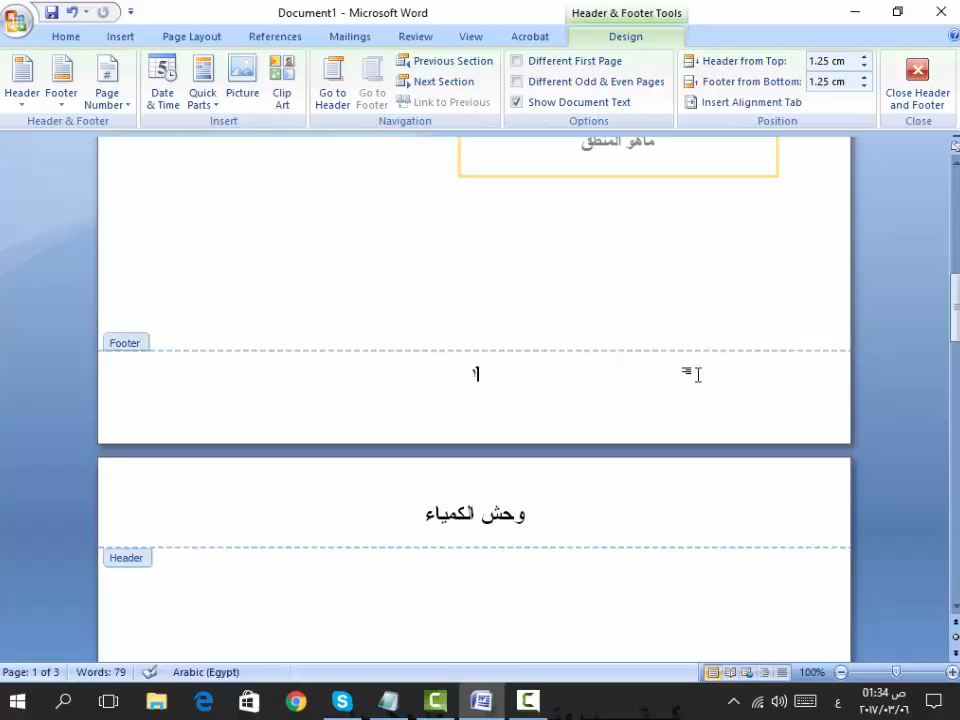 Document1 - Microsoft Word
Header & Footer Tools
Home
Insert
Page Layout
References
Mailings
Review
View
Acrobat
Design
Header
Footer
Page Number
Header & Footer
Date & Time
Quick Parts
Picture
Clip Art
Insert
Go to Header
Go to Footer
Previous Section
Next Section
Link to Previous
Navigation
Different First Page
Different Odd & Even Pages
Show Document Text
Options
Header from Top: 1.25 cm
Footer from Bottom: 1.25 cm
Insert Alignment Tab
Position
Close Header and Footer
Close
ماهو المنطق
Footer
١
وحش الكمياء
Header
Page: 1 of 3
Words: 79
Arabic (Egypt)
100%
ع
01:34 ص
٢٠١٧/٠٣/٠٦